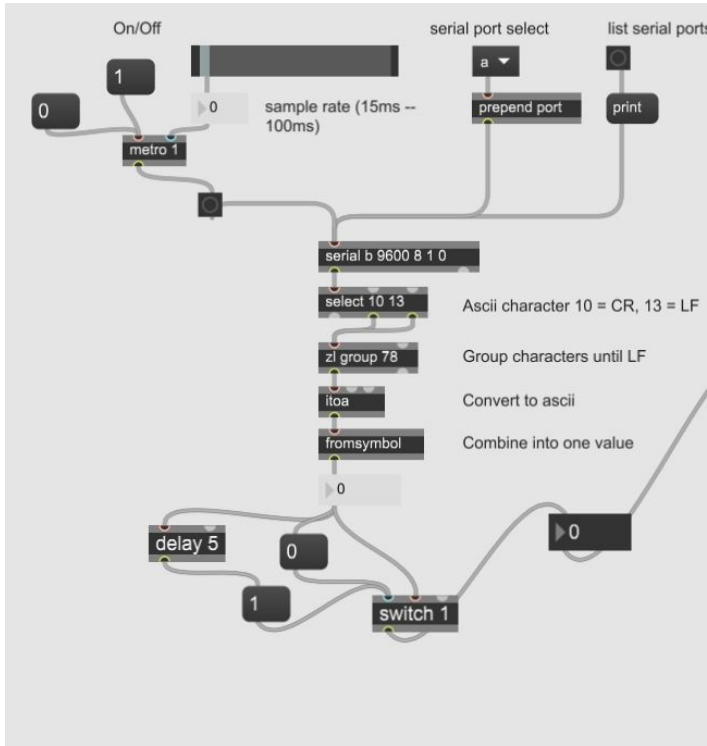 On/Off
serial port select
list serial ports
1
a
0
0
sample rate (15ms --
100ms)
prepend port
print
metro 1
serial b 9600 8 1 0
select 10 13
Ascii character 10 = CR, 13 = LF
zl group 78
Group characters until LF
itoa
Convert to ascii
fromsymbol
Combine into one value
0
delay 5
0
0
1
switch 1